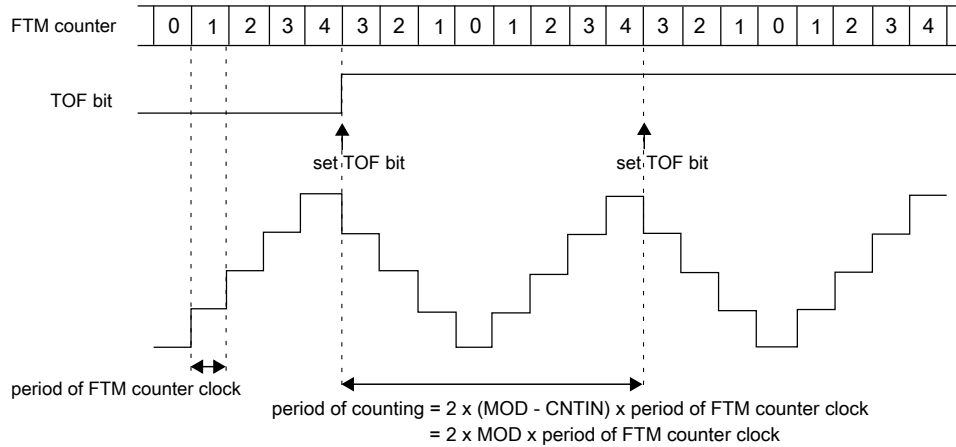 FTM counter 0 1 2 3 4 3 2 1 0 1 2 3 4 3 2 1 0 1 2 3 4
TOF bit
set TOF bit set TOF bit
period of FTM counter clock
period of counting = 2 x (MOD - CNTIN) x period of FTM counter clock
= 2 x MOD x period of FTM counter clock